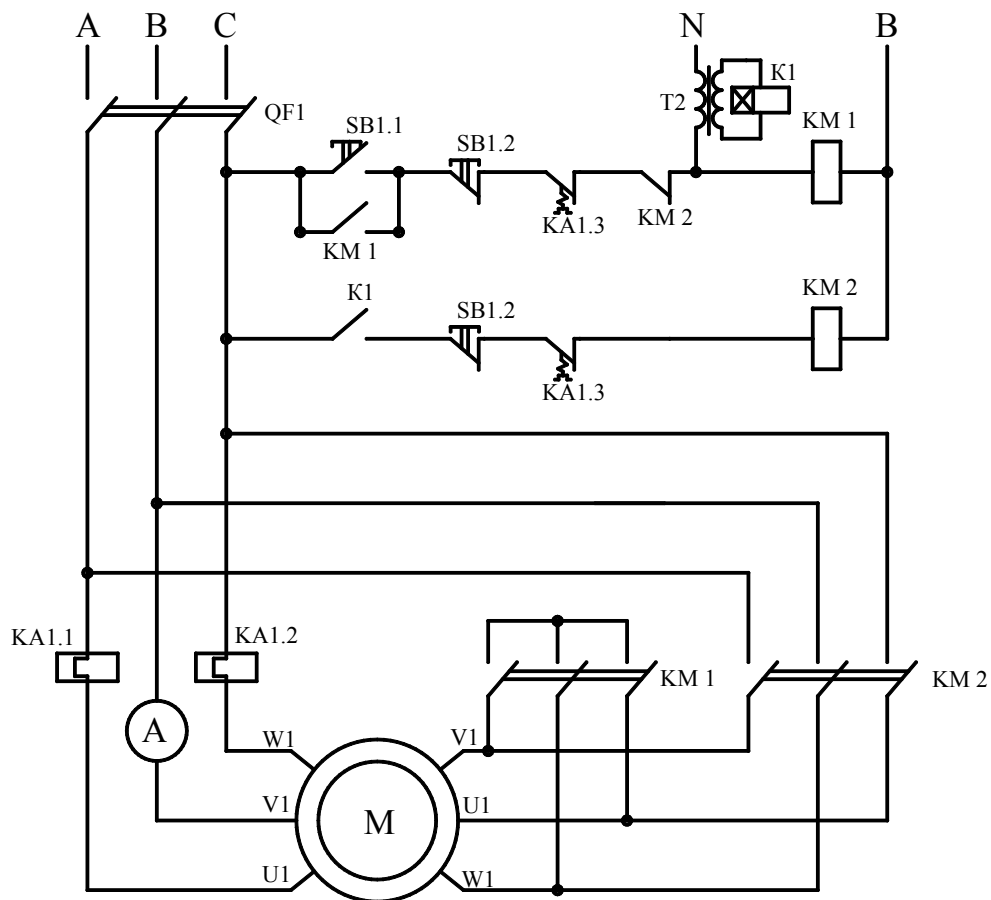 A B C N B
K1
T2
QF1
SB1.1
SB1.2
KM 1
KA1.3
KM 2
KM 1
K1
SB1.2
KM 2
KA1.3
KA1.1
KA1.2
KM 1
KM 2
A
W1
V1
V1
U1
M
U1
W1